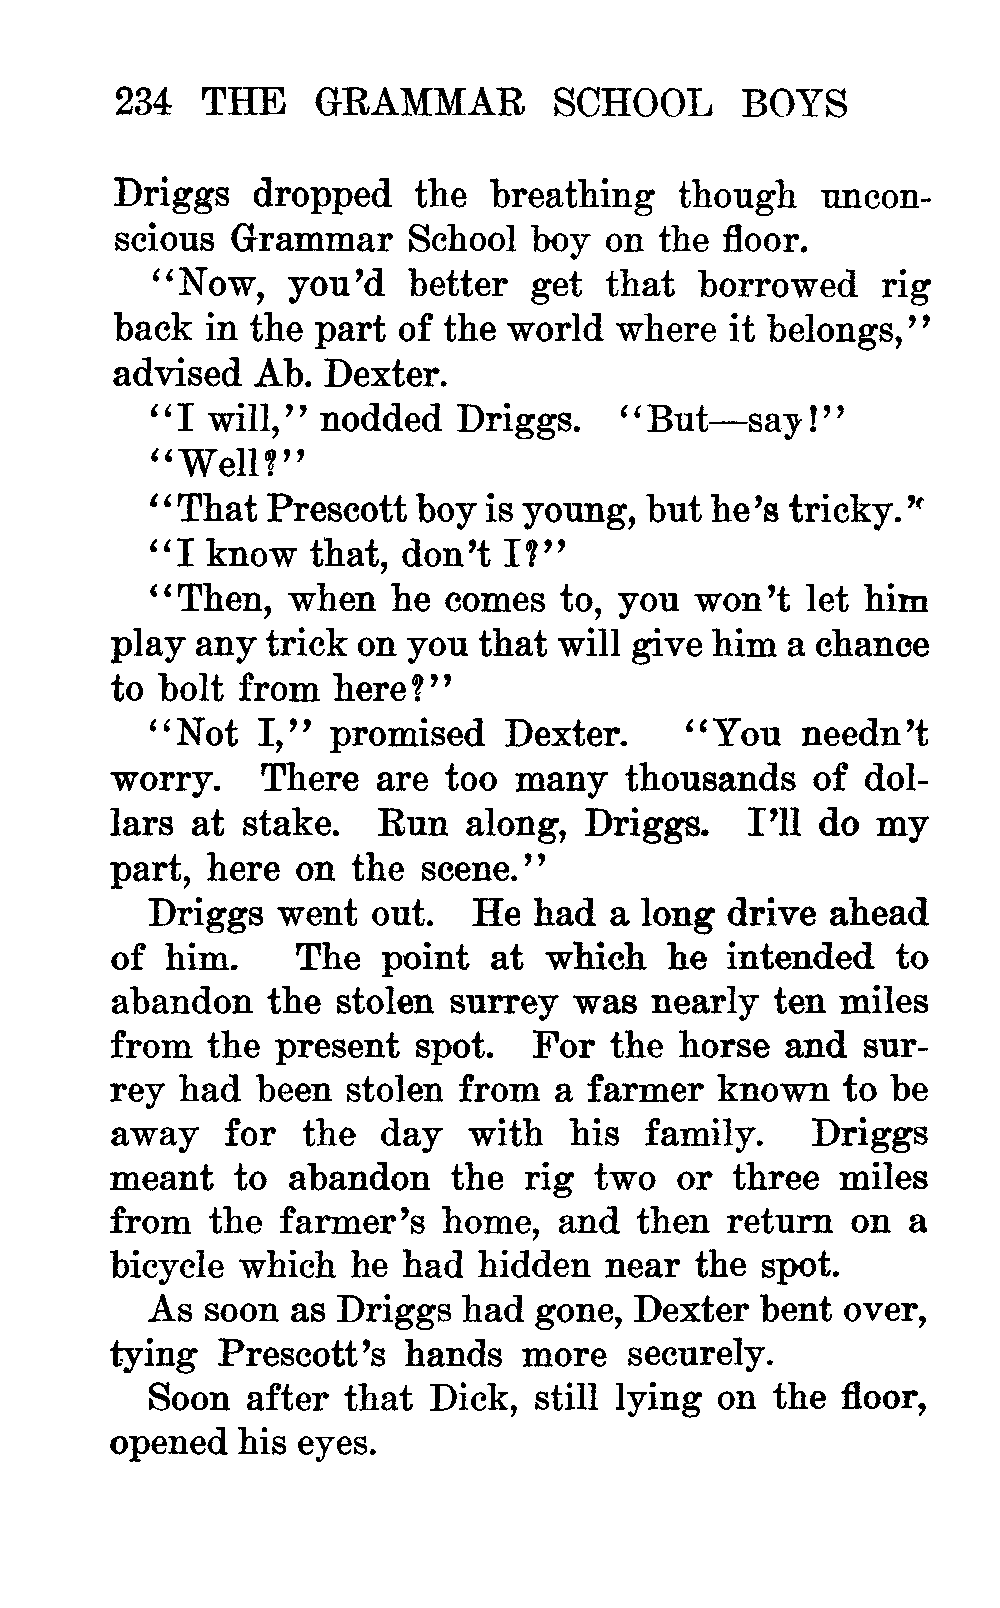 234 THE GRAMMAR SCHOOL BOYS
Driggs dropped the breathing though uncon-
scious Grammar School boy on the floor.
“Now, you’d better get that borrowed rig
back in the part of the world where it belongs,”
advised Ab. Dexter.
“I will,” nodded Driggs. “But—say!”
“Well?”
“That Prescott boy is young, but he’s tricky.”
“I know that, don’t I?”
“Then, when he comes to, you won’t let him
play any trick on you that will give him a chance
to bolt from here?”
“Not I,” promised Dexter. “You needn’t
worry. There are too many thousands of dol-
lars at stake. Run along, Driggs. I’ll do my
part, here on the scene.”
Driggs went out. He had a long drive ahead
of him. The point at which he intended to
abandon the stolen surrey was nearly ten miles
from the present spot. For the horse and sur-
rey had been stolen from a farmer known to be
away for the day with his family. Driggs
meant to abandon the rig two or three miles
from the farmer’s home, and then return on a
bicycle which he had hidden near the spot.
As soon as Driggs had gone, Dexter bent over,
tying Prescott’s hands more securely.
Soon after that Dick, still lying on the floor,
opened his eyes.